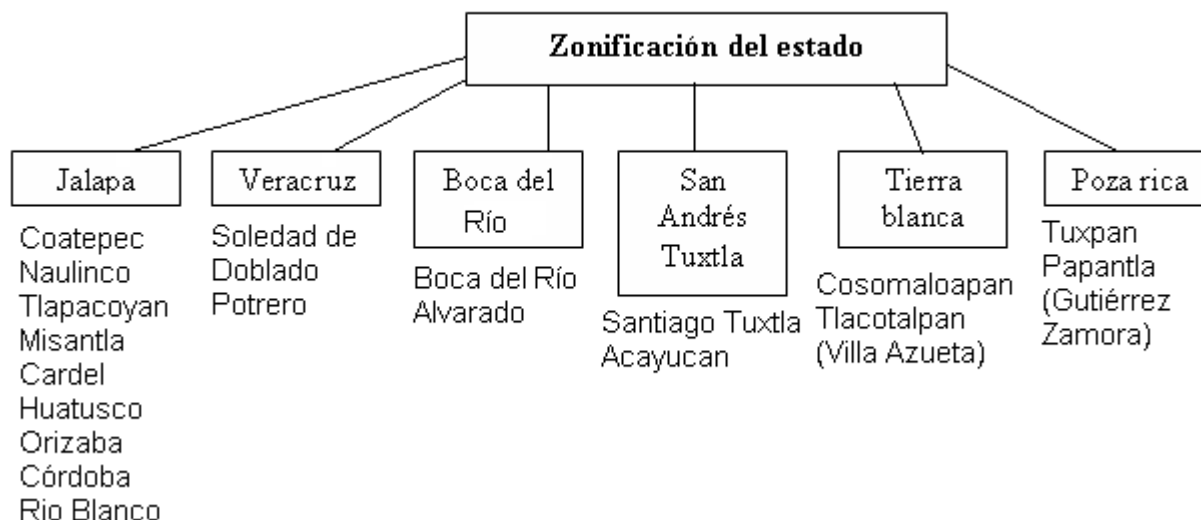 Zonificación del estado
Jalapa
Coatepec
Naulinco
Tlapacoyan
Misantla
Cardel
Huatusco
Orizaba
Córdoba
Rio Blanco
Veracruz
Soledad de
Doblado
Potrero
Boca del
Río
Boca del Río
Alvarado
San
Andrés
Tuxtla
Santiago Tuxtla
Acayucan
Tierra
blanca
Cosomaloapan
Tlacotalpan
(Villa Azueta)
Poza rica
Tuxpan
Papantla
(Gutiérrez
Zamora)